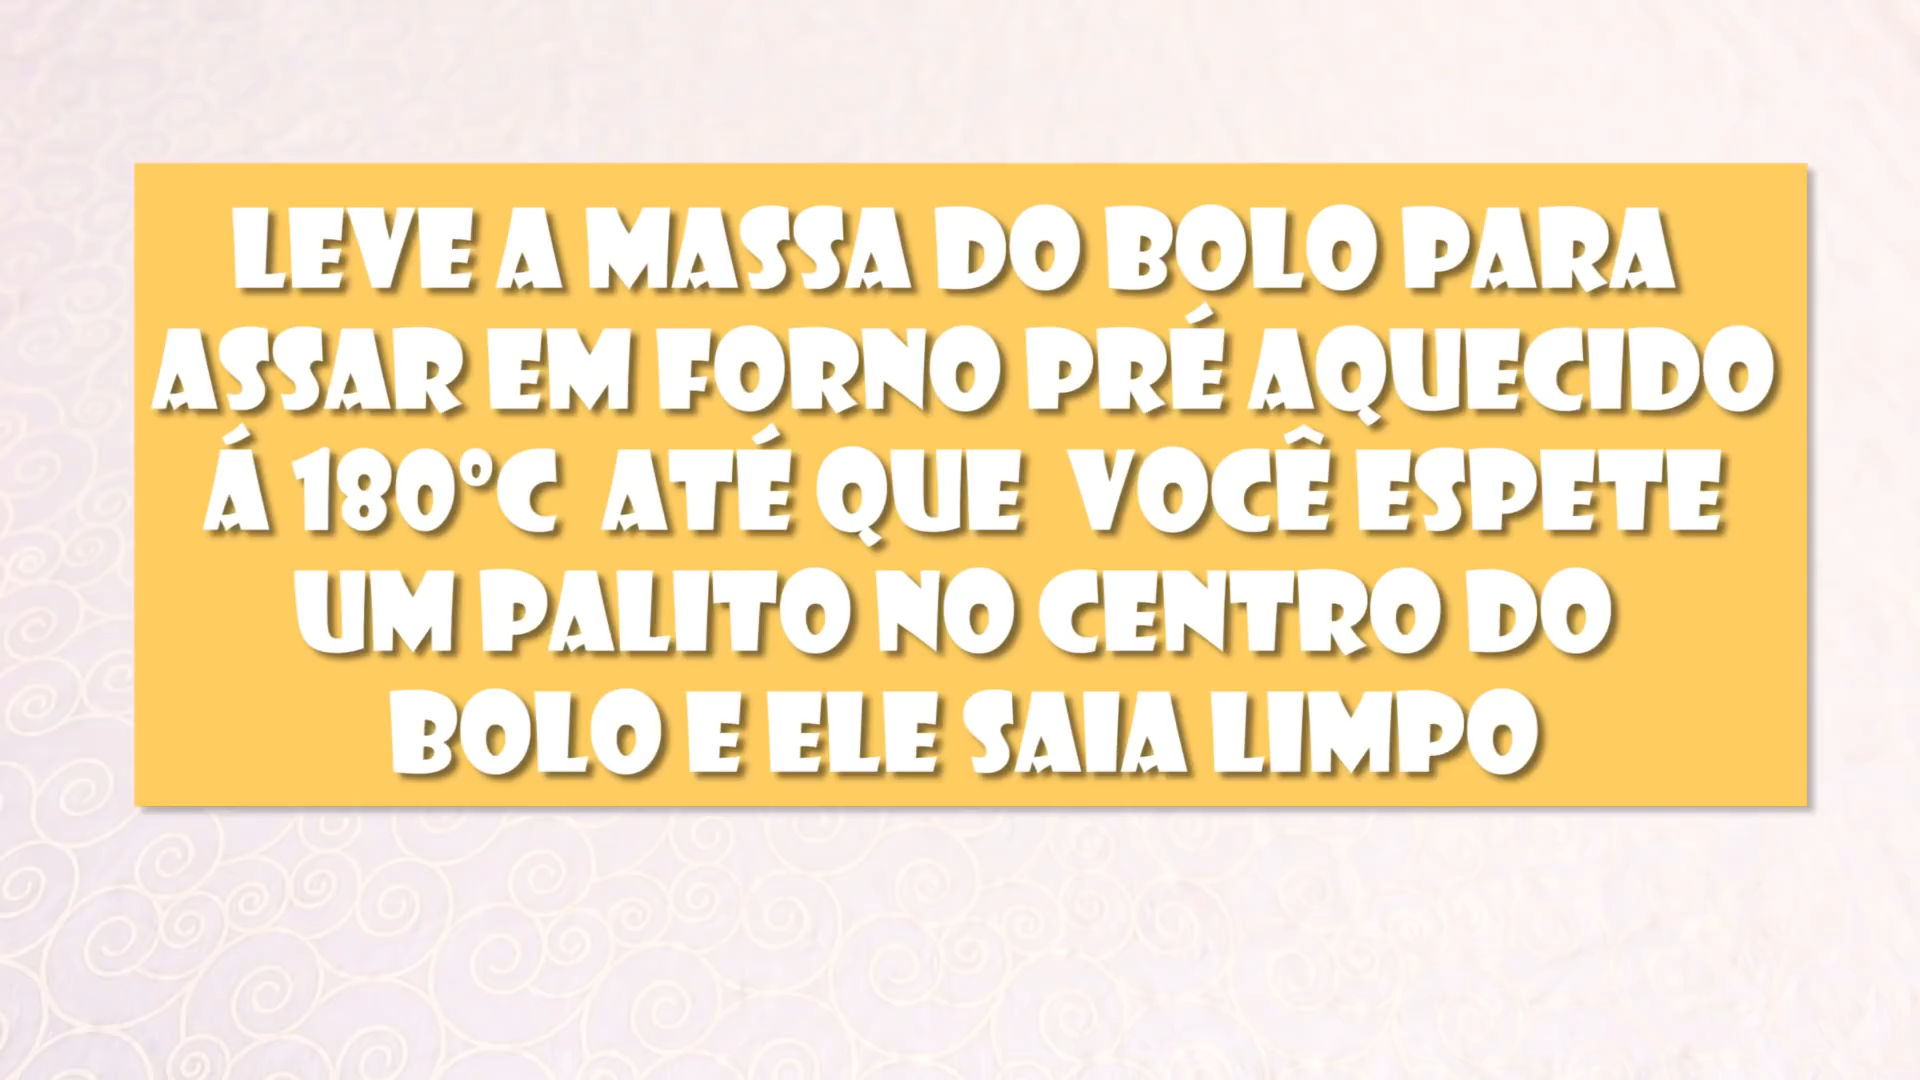 LEVE A MASSA DO BOLO PARA
ASSAR EM FORNO PRÉ AQUECIDO
Á 180ºC ATÉ QUE VOCÊ ESPETE
UM PALITO NO CENTRO DO
BOLO E ELE SAIA LIMPO